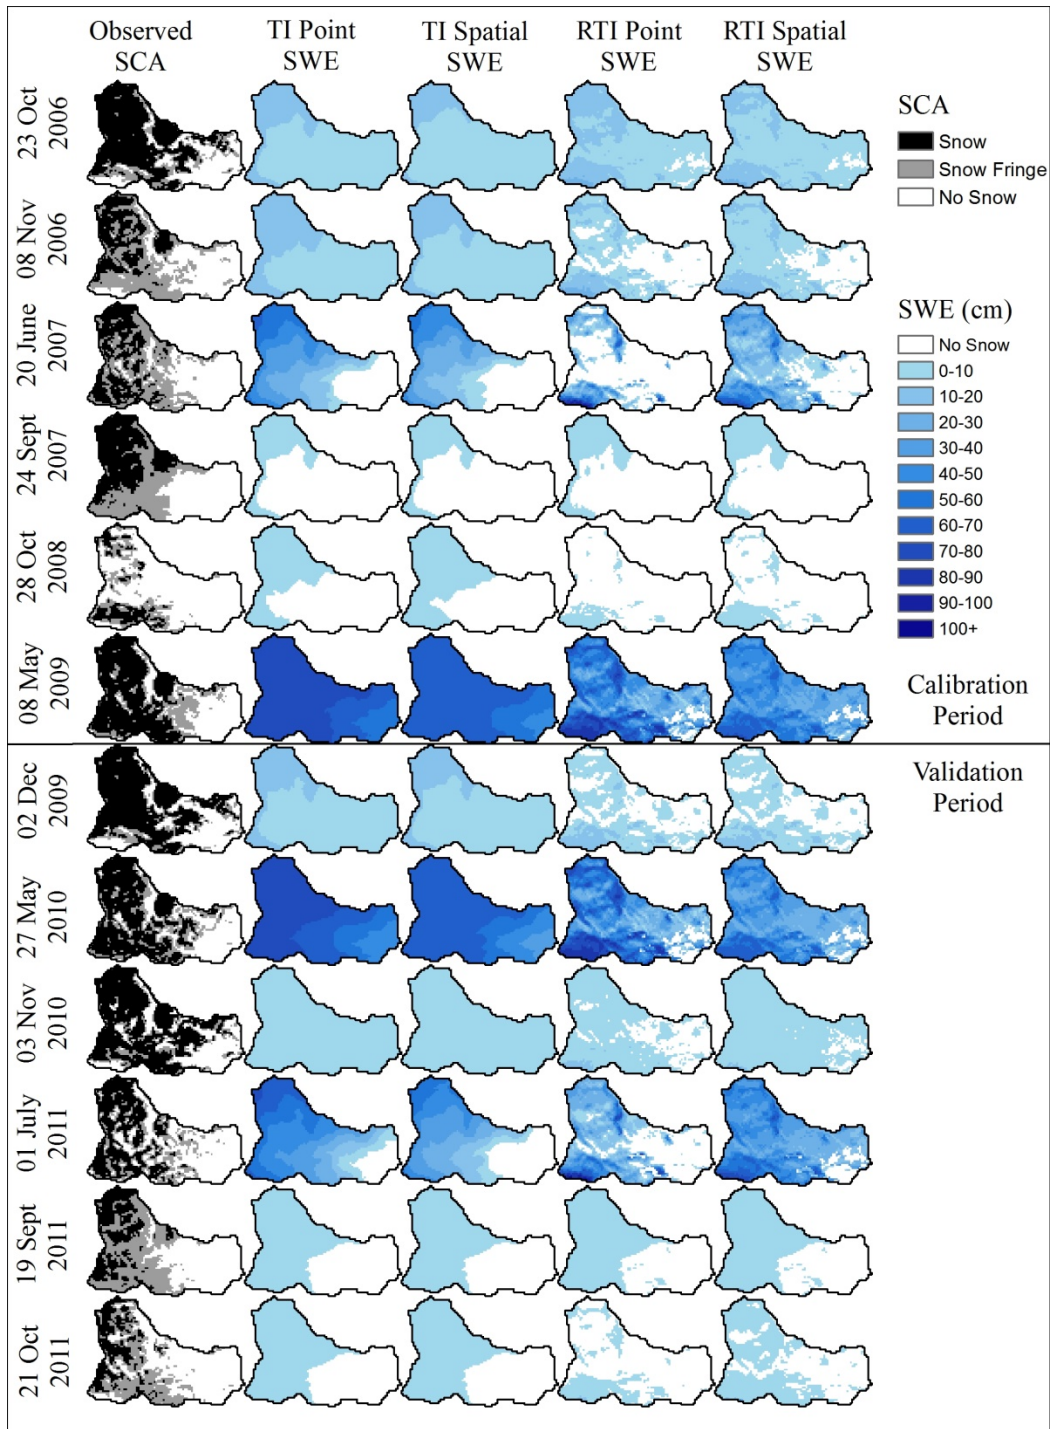 Observed TI Point TI Spatial RTI Point RTI Spatial
SCA SWE SWE SWE SWE
23 Oct
2006
08 Nov
2006
20 June
2007
24 Sept
2007
28 Oct
2008
08 May
2009
02 Dec
2009
27 May
2010
03 Nov
2010
01 July
2011
19 Sept
2011
21 Oct
2011
SCA
Snow
Snow Fringe
No Snow
SWE (cm)
No Snow
0-10
10-20
20-30
30-40
40-50
50-60
60-70
70-80
80-90
90-100
100+
Calibration
Period
Validation
Period